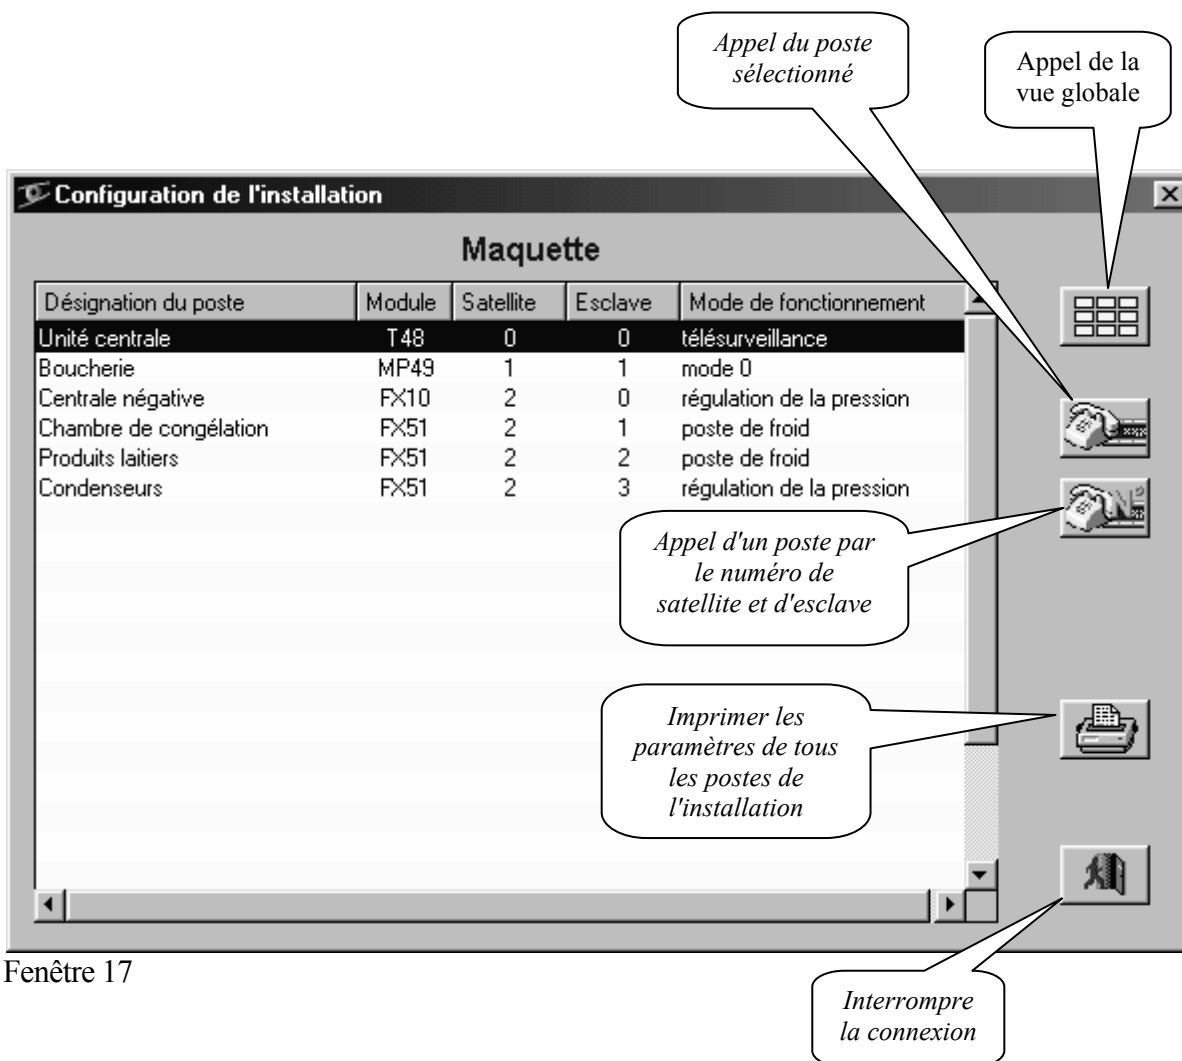 Appel du poste
sélectionné
Appel de la
vue globale
Configuration de l'installation
Maquette
Désignation du poste Module Satellite Esclave Mode de fonctionnement
Unité centrale T48 0 0 télésurveillance
Boucherie MP49 1 1 mode 0
Centrale négative FX10 2 0 régulation de la pression
Chambre de congélation FX51 2 1 poste de froid
Produits laitiers FX51 2 2 poste de froid
Condenseurs FX51 2 3 régulation de la pression
N°
Appel d'un poste par
le numéro de
satellite et d'esclave
Imprimer les
paramètres de tous
les postes de
l'installation
Fenêtre 17
Interrompre
la connexion